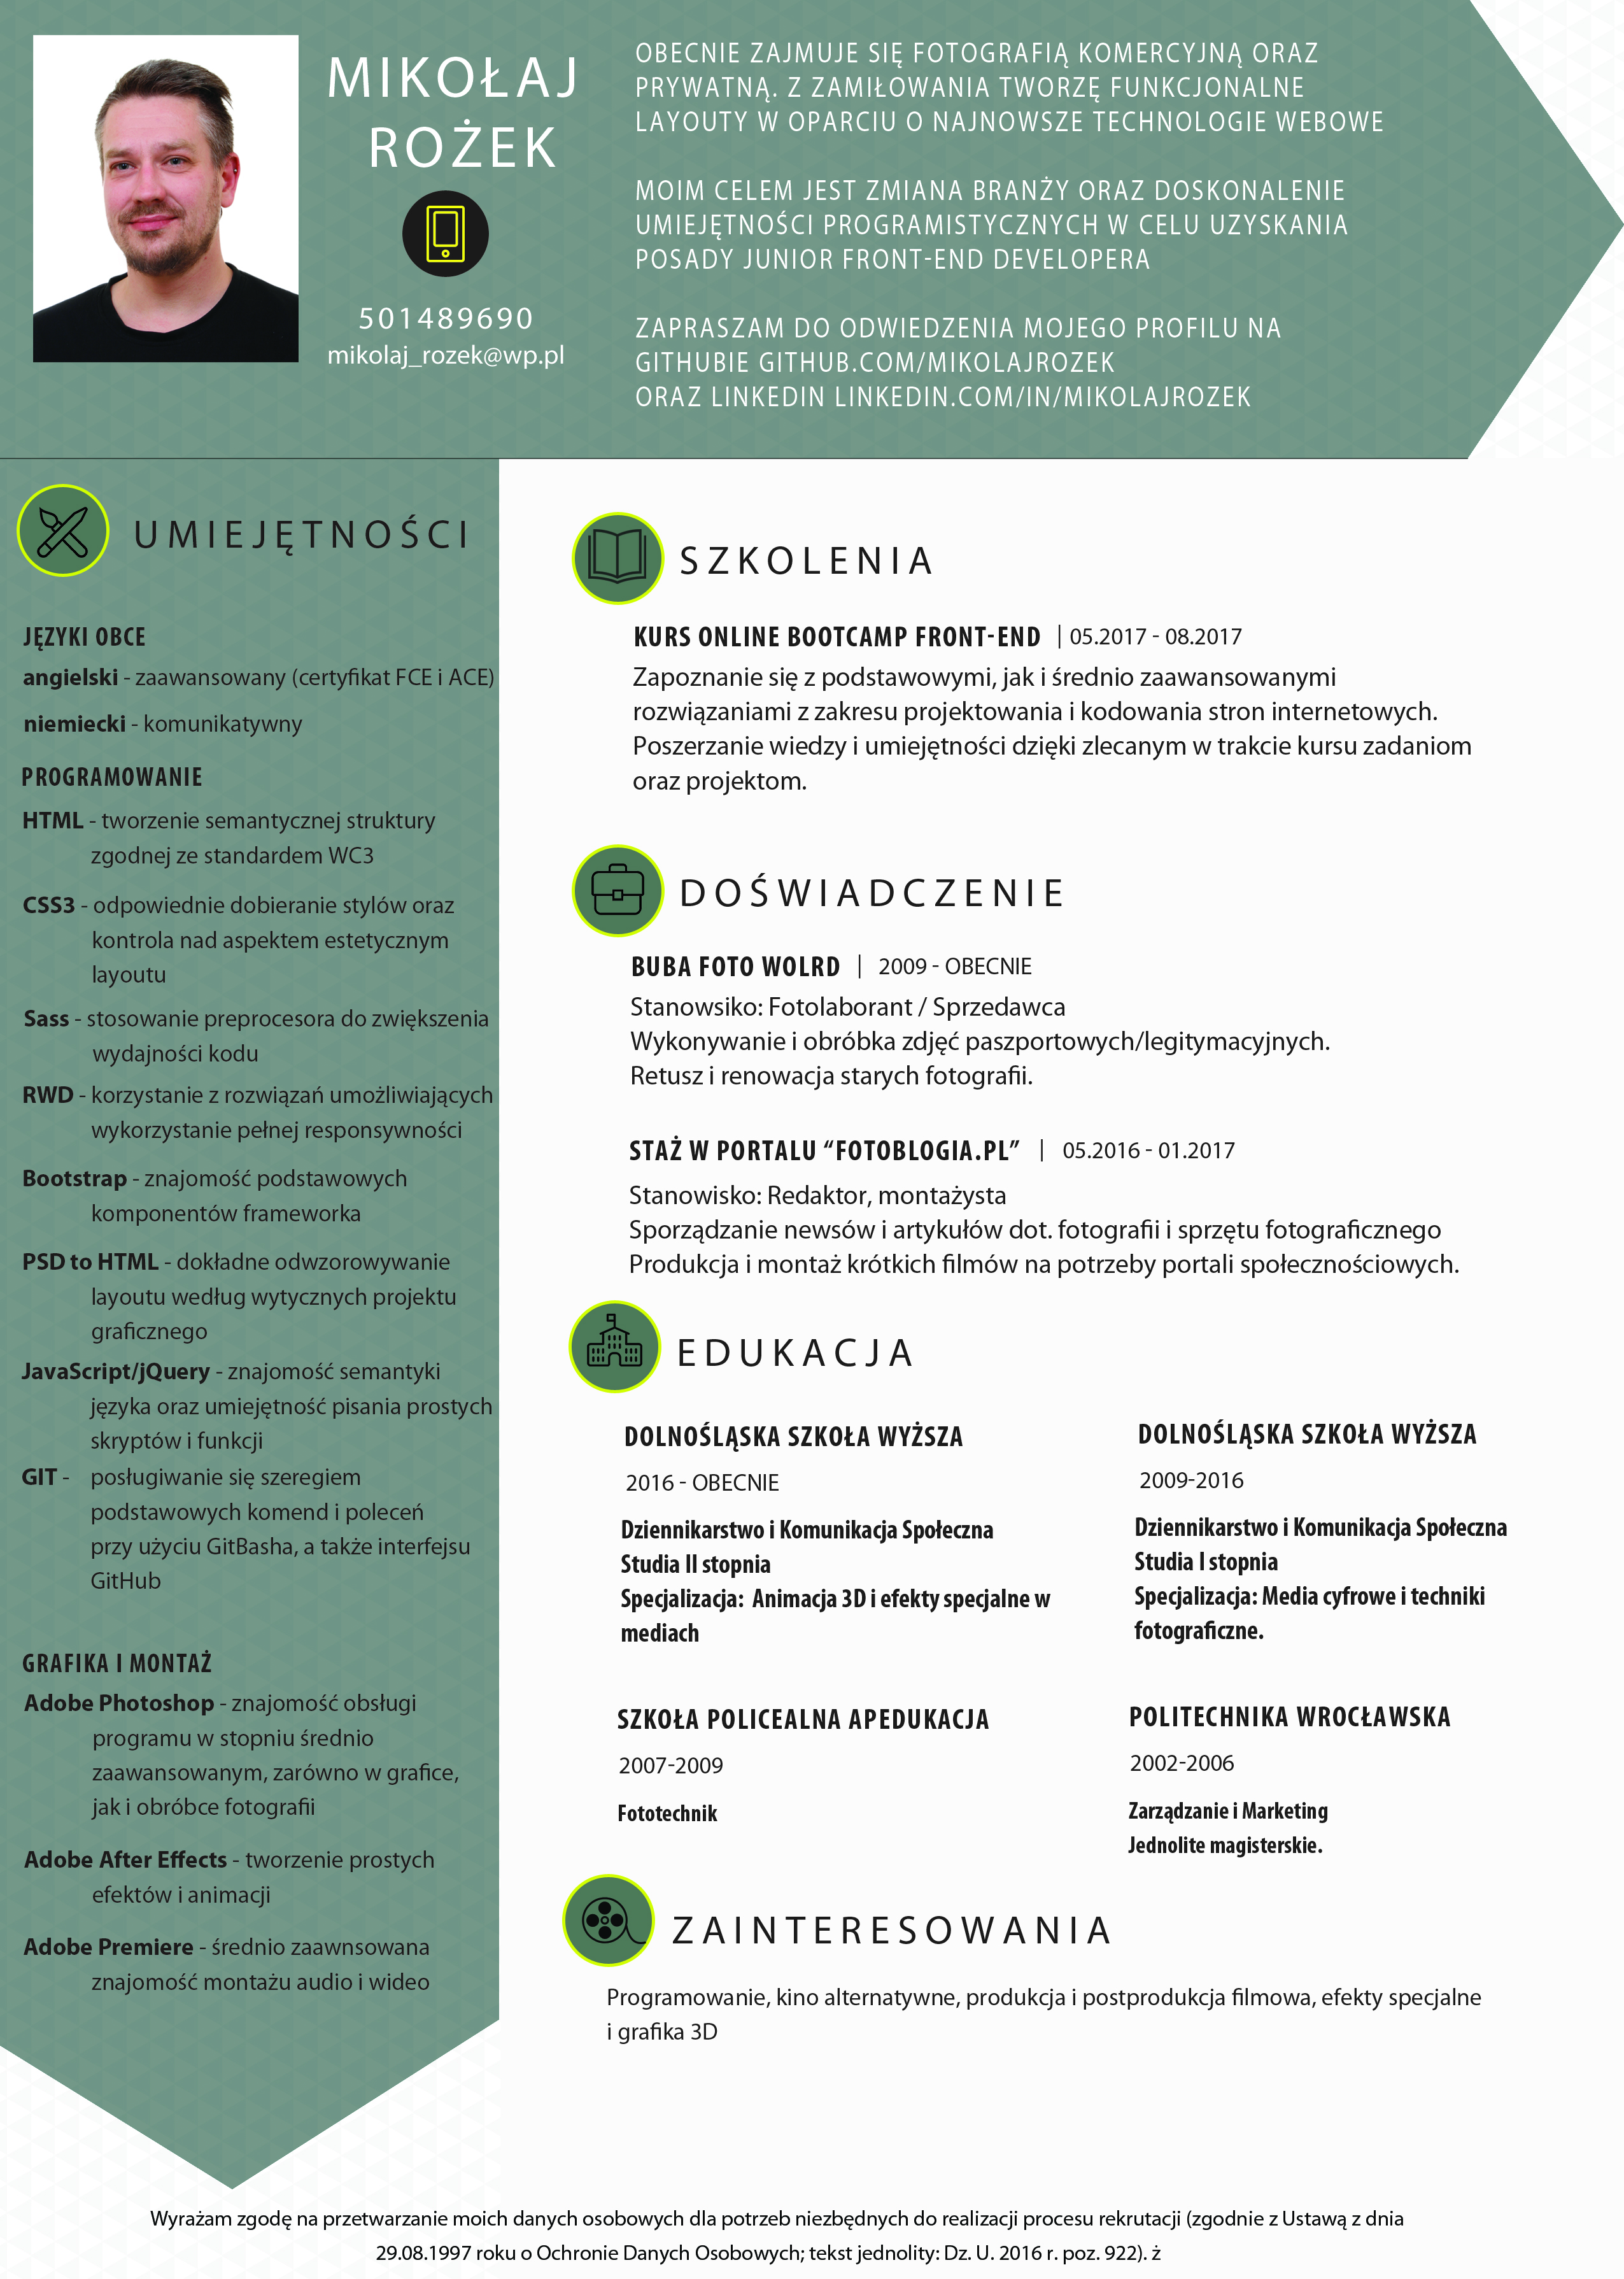 MIKOŁAJ
ROŻEK
501489690
mikolaj_rozek@wp.pl
OBECNIE ZAJMUJE SIĘ FOTOGRAFIĄ KOMERCYJNĄ ORAZ
PRYWATNĄ. Z ZAMIŁOWANIA TWORZĘ FUNKCJONALNE
LAYOUTY W OPARCIU O NAJNOWSZE TECHNOLOGIE WEBOWE
MOIM CELEM JEST ZMIANA BRANŻY ORAZ DOSKONALENIE
UMIEJĘTNOŚCI PROGRAMISTYCZNYCH W CELU UZYSKANIA
POSADY JUNIOR FRONT-END DEVELOPERA
ZAPRASZAM DO ODWIEDZENIA MOJEGO PROFILU NA
GITHUBIE GITHUB.COM/MIKOLAJROZEK
ORAZ LINKEDIN LINKEDIN.COM/IN/MIKOLAJROZEK
UMIEJĘTNOŚCI
JĘZYKI OBCE
angielski - zaawansowany (certyfikat FCE i ACE)
niemiecki - komunikatywny
PROGRAMOWANIE
HTML - tworzenie semantycznej struktury
zgodnej ze standardem WC3
CSS3 - odpowiednie dobieranie stylów oraz
kontrola nad aspektem estetycznym
layoutu
Sass - stosowanie preprocesora do zwiększenia
wydajności kodu
RWD - korzystanie z rozwiązań umożliwiających
wykorzystanie pełnej responsywności
Bootstrap - znajomość podstawowych
komponentów frameworka
PSD to HTML - dokładne odwzorowywanie
layoutu według wytycznych projektu
graficznego
JavaScript/jQuery - znajomość semantyki
języka oraz umiejętność pisania prostych
skryptów i funkcji
GIT - posługiwanie się szeregiem
podstawowych komend i poleceń
przy użyciu GitBasha, a także interfejsu
GitHub
GRAFIKA I MONTAŻ
Adobe Photoshop - znajomość obsługi
programu w stopniu średnio
zaawansowanym, zarówno w grafice,
jak i obróbce fotografii
Adobe After Effects - tworzenie prostych
efektów i animacji
Adobe Premiere - średnio zaawnsowana
znajomość montażu audio i wideo
SZKOLENIA
KURS ONLINE BOOTCAMP FRONT-END | 05.2017 - 08.2017
Zapoznanie się z podstawowymi, jak i średnio zaawansowanymi
rozwiązaniami z zakresu projektowania i kodowania stron internetowych.
Poszerzanie wiedzy i umiejętności dzięki zlecanym w trakcie kursu zadaniom
oraz projektom.
DOŚWIADCZENIE
BUBA FOTO WOLRD | 2009 - OBECNIE
Stanowsiko: Fotolaborant / Sprzedawca
Wykonywanie i obróbka zdjęć paszportowych/legitymacyjnych.
Retusz i renowacja starych fotografii.
STAŻ W PORTALU “FOTOBLOGIA.PL” | 05.2016 - 01.2017
Stanowisko: Redaktor, montażysta
Sporządzanie newsów i artykułów dot. fotografii i sprzętu fotograficznego
Produkcja i montaż krótkich filmów na potrzeby portali społecznościowych.
EDUKACJA
DOLNOŚLĄSKA SZKOŁA WYŻSZA
2016 - OBECNIE
Dziennikarstwo i Komunikacja Społeczna
Studia II stopnia
Specjalizacja: Animacja 3D i efekty specjalne w
mediach
DOLNOŚLĄSKA SZKOŁA WYŻSZA
2009-2016
Dziennikarstwo i Komunikacja Społeczna
Studia I stopnia
Specjalizacja: Media cyfrowe i techniki
fotograficzne.
SZKOŁA POLICEALNA APEDUKACJA
2007-2009
Fototechnik
POLITECHNIKA WROCŁAWSKA
2002-2006
Zarządzanie i Marketing
Jednolite magisterskie.
ZAINTERESOWANIA
Programowanie, kino alternatywne, produkcja i postprodukcja filmowa, efekty specjalne
i grafika 3D
Wyrażam zgodę na przetwarzanie moich danych osobowych dla potrzeb niezbędnych do realizacji procesu rekrutacji (zgodnie z Ustawą z dnia
29.08.1997 roku o Ochronie Danych Osobowych; tekst jednolity: Dz. U. 2016 r. poz. 922). ż